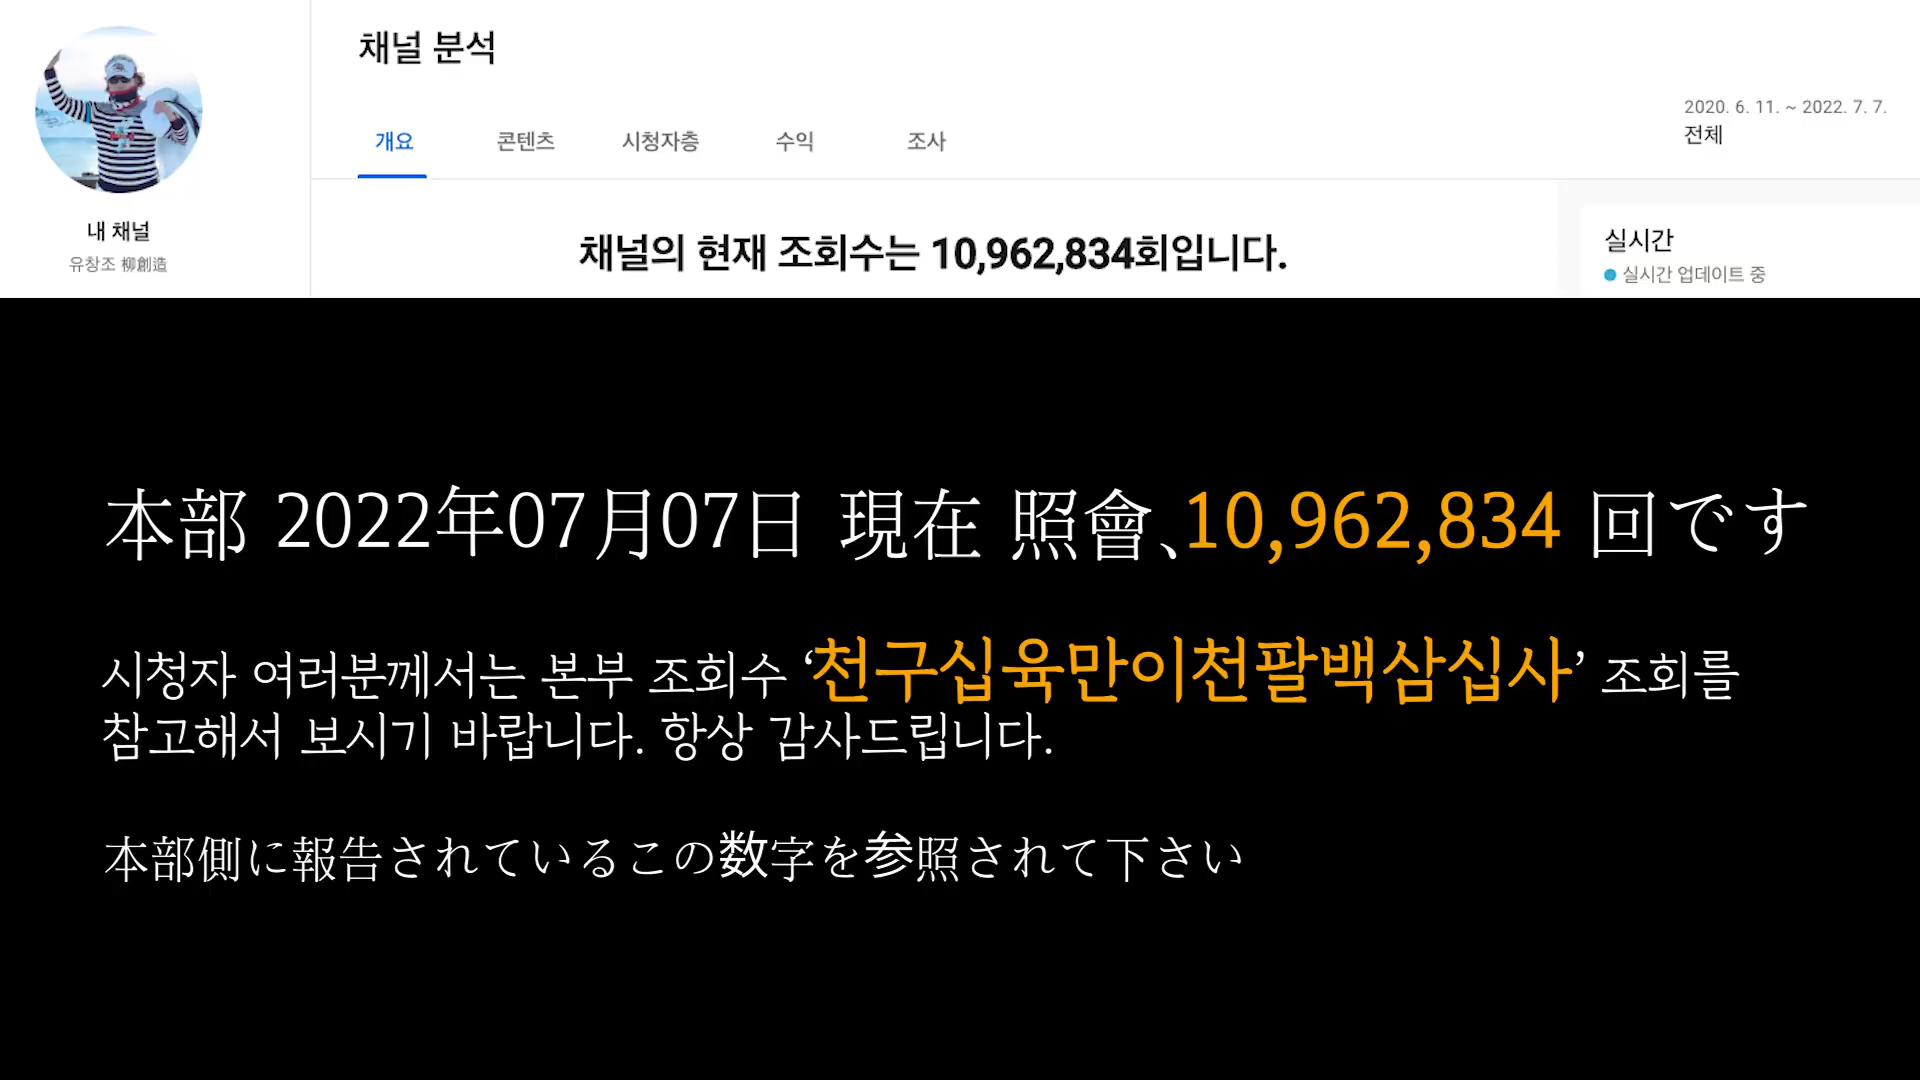 채널 분석
2020. 6. 11. ~ 2022. 7. 7.
전체
개요 콘텐츠 시청자층 수익 조사
내 채널
유창조 柳創造
채널의 현재 조회수는 10,962,834회입니다.
실시간
실시간 업데이트 중
本部 2022年07月07日 現在 照會、10,962,834 回です
시청자 여러분께서는 본부 조회수 ‘천구십육만이천팔백삼십사’ 조회를
참고해서 보시기 바랍니다. 항상 감사드립니다.
本部側に報告されているこの数字を参照されて下さい